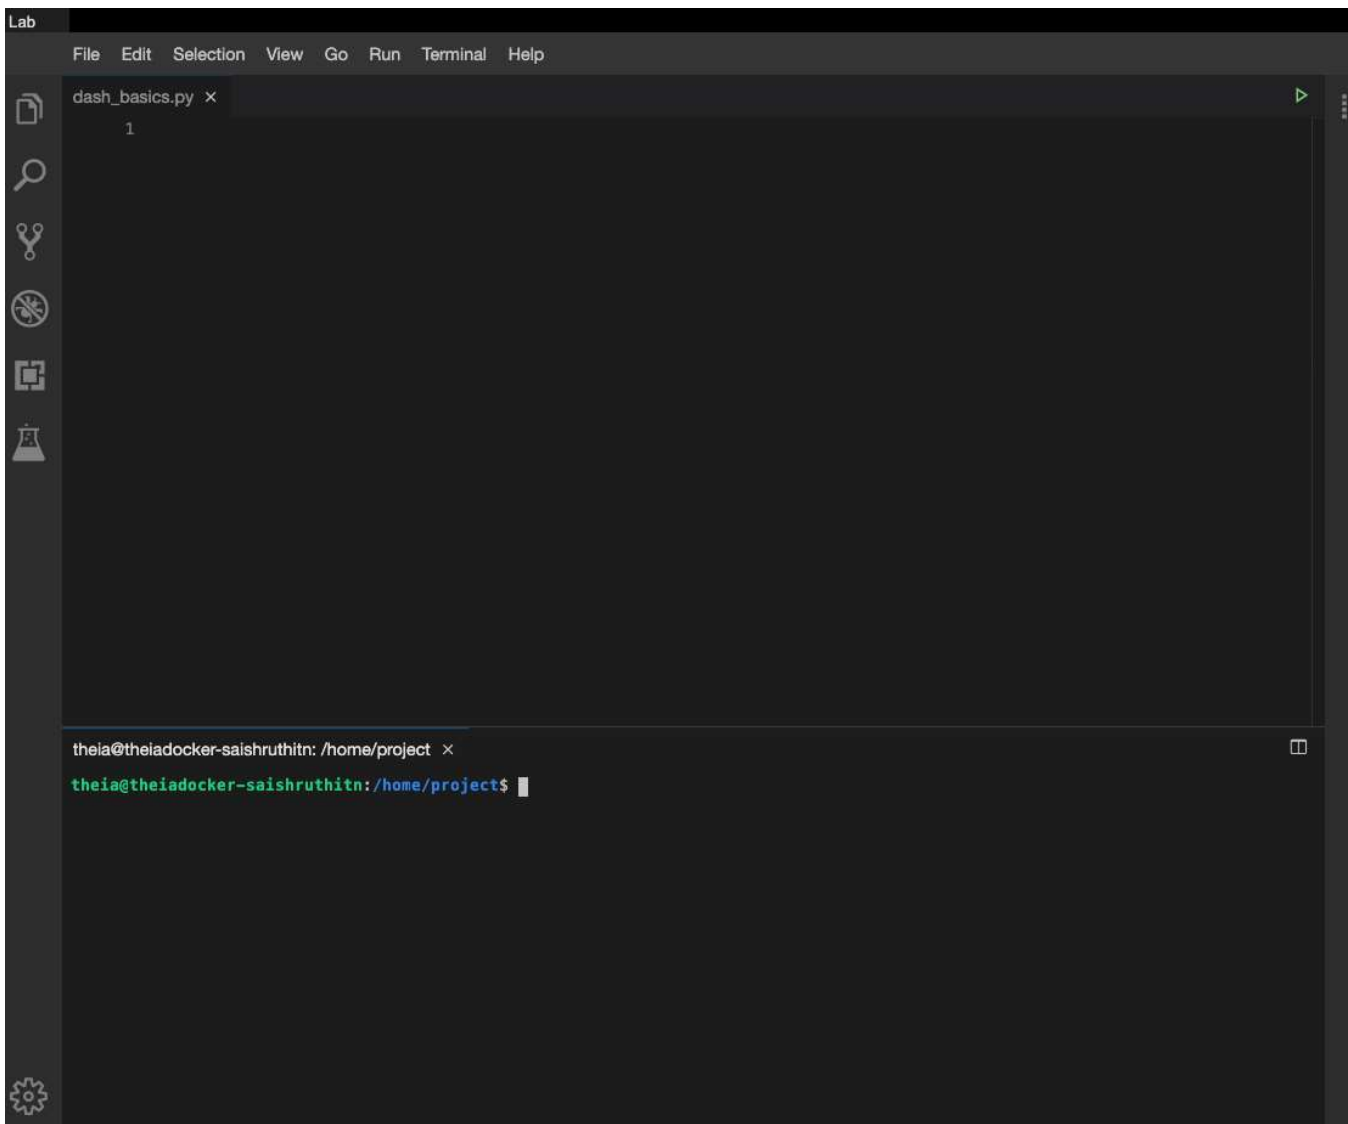 Lab
File Edit Selection View Go Run Terminal Help
dash_basics.py ×
1
theia@theiadocker-saishruthitn: /home/project ×
theia@theiadocker-saishruthitn:/home/project$